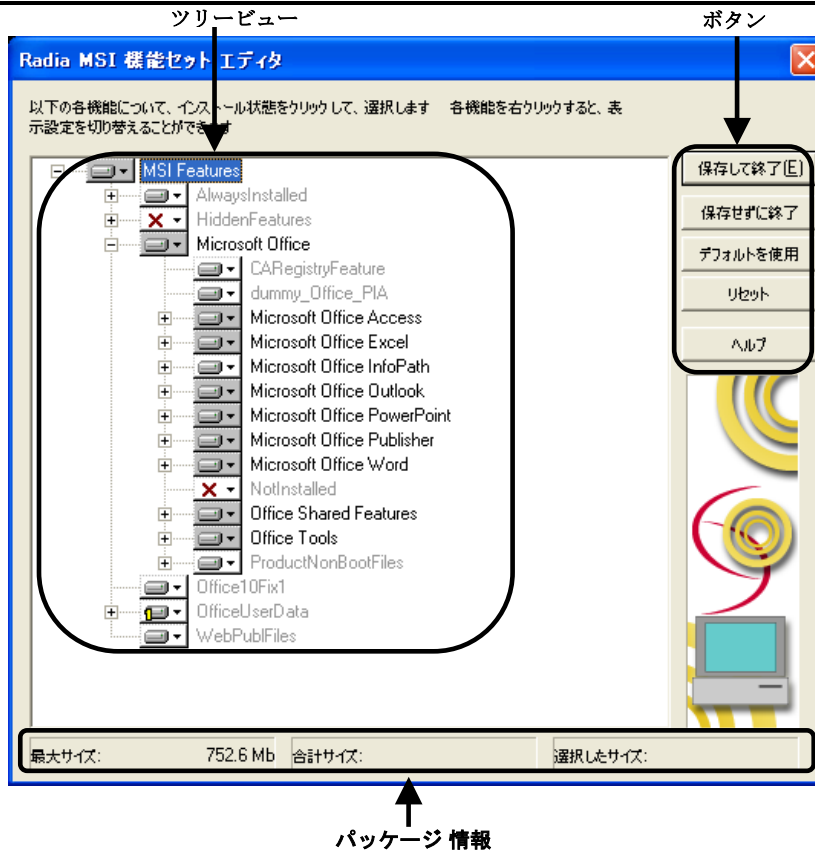 ツリービュー
ボタン
Radia MSI 機能セット エディタ
以下の各機能について、インストール状態をクリックして、選択します 各機能を右クリックすると、表
示設定を切り替えることができます
MSI Features
AlwaysInstalled
HiddenFeatures
Microsoft Office
CARegistryFeature
dummy_Office_PIA
Microsoft Office Access
Microsoft Office Excel
Microsoft Office InfoPath
Microsoft Office Outlook
Microsoft Office PowerPoint
Microsoft Office Publisher
Microsoft Office Word
NotInstalled
Office Shared Features
Office Tools
ProductNonBootFiles
Office10Fix1
OfficeUserData
WebPublFiles
保存して終了(E)
保存せずに終了
デフォルトを使用
リセット
ヘルプ
最大サイズ: 752.6 Mb 合計サイズ: 選択したサイズ:
パッケージ 情報